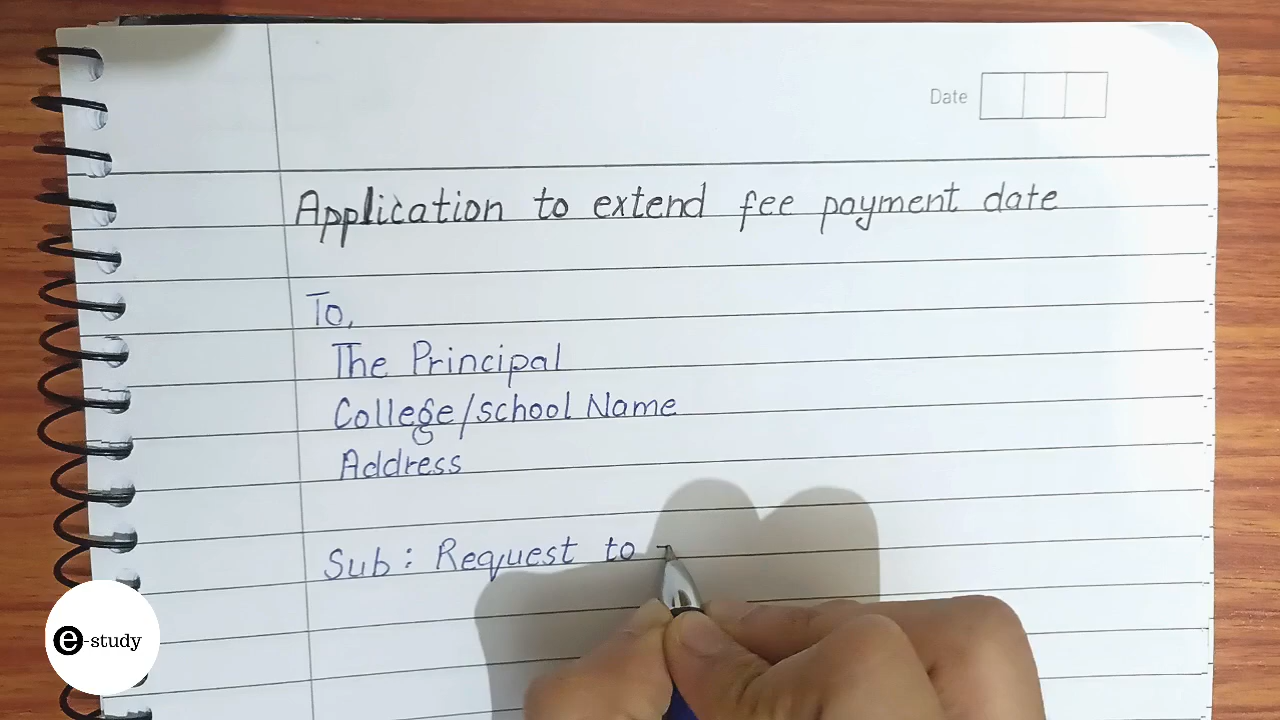 Date
Application to extend fee payment date
To,
The Principal
College/school Name
Address
Sub: Request to
e-study